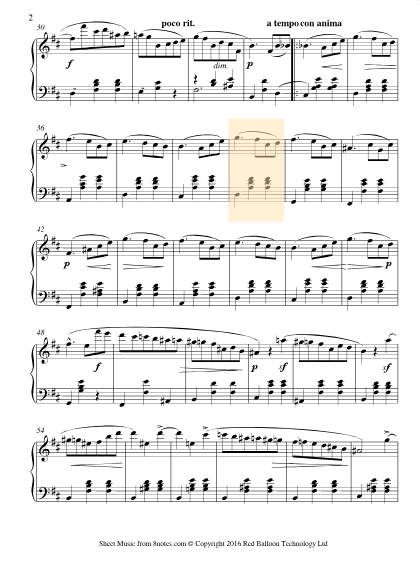 2
30
poco rit.
a tempo con anima
f
dim.
p
36
42
p
p
48
f
p
sf
sf
54
Sheet Music from 8notes.com © Copyright 2016 Red Balloon Technology Ltd